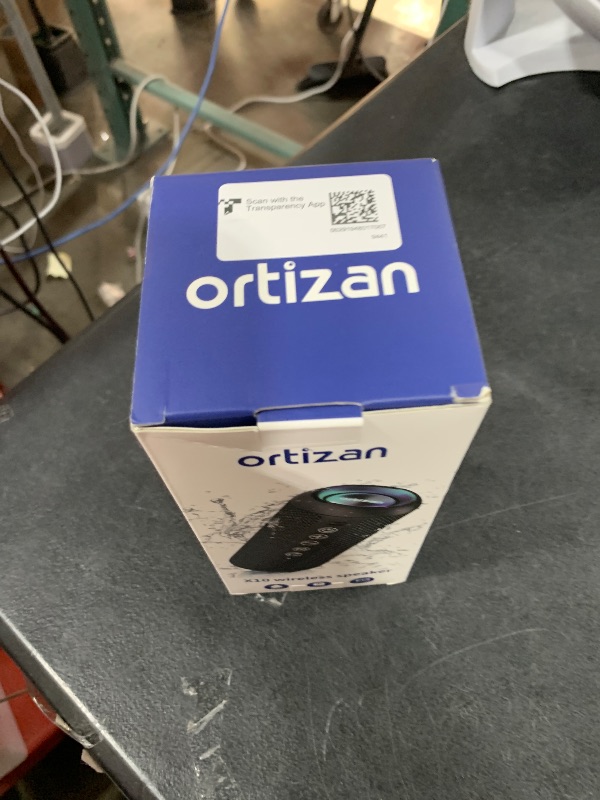 Scan with the
Transparency App
ortizan
ortizan
x10 wireless speaker